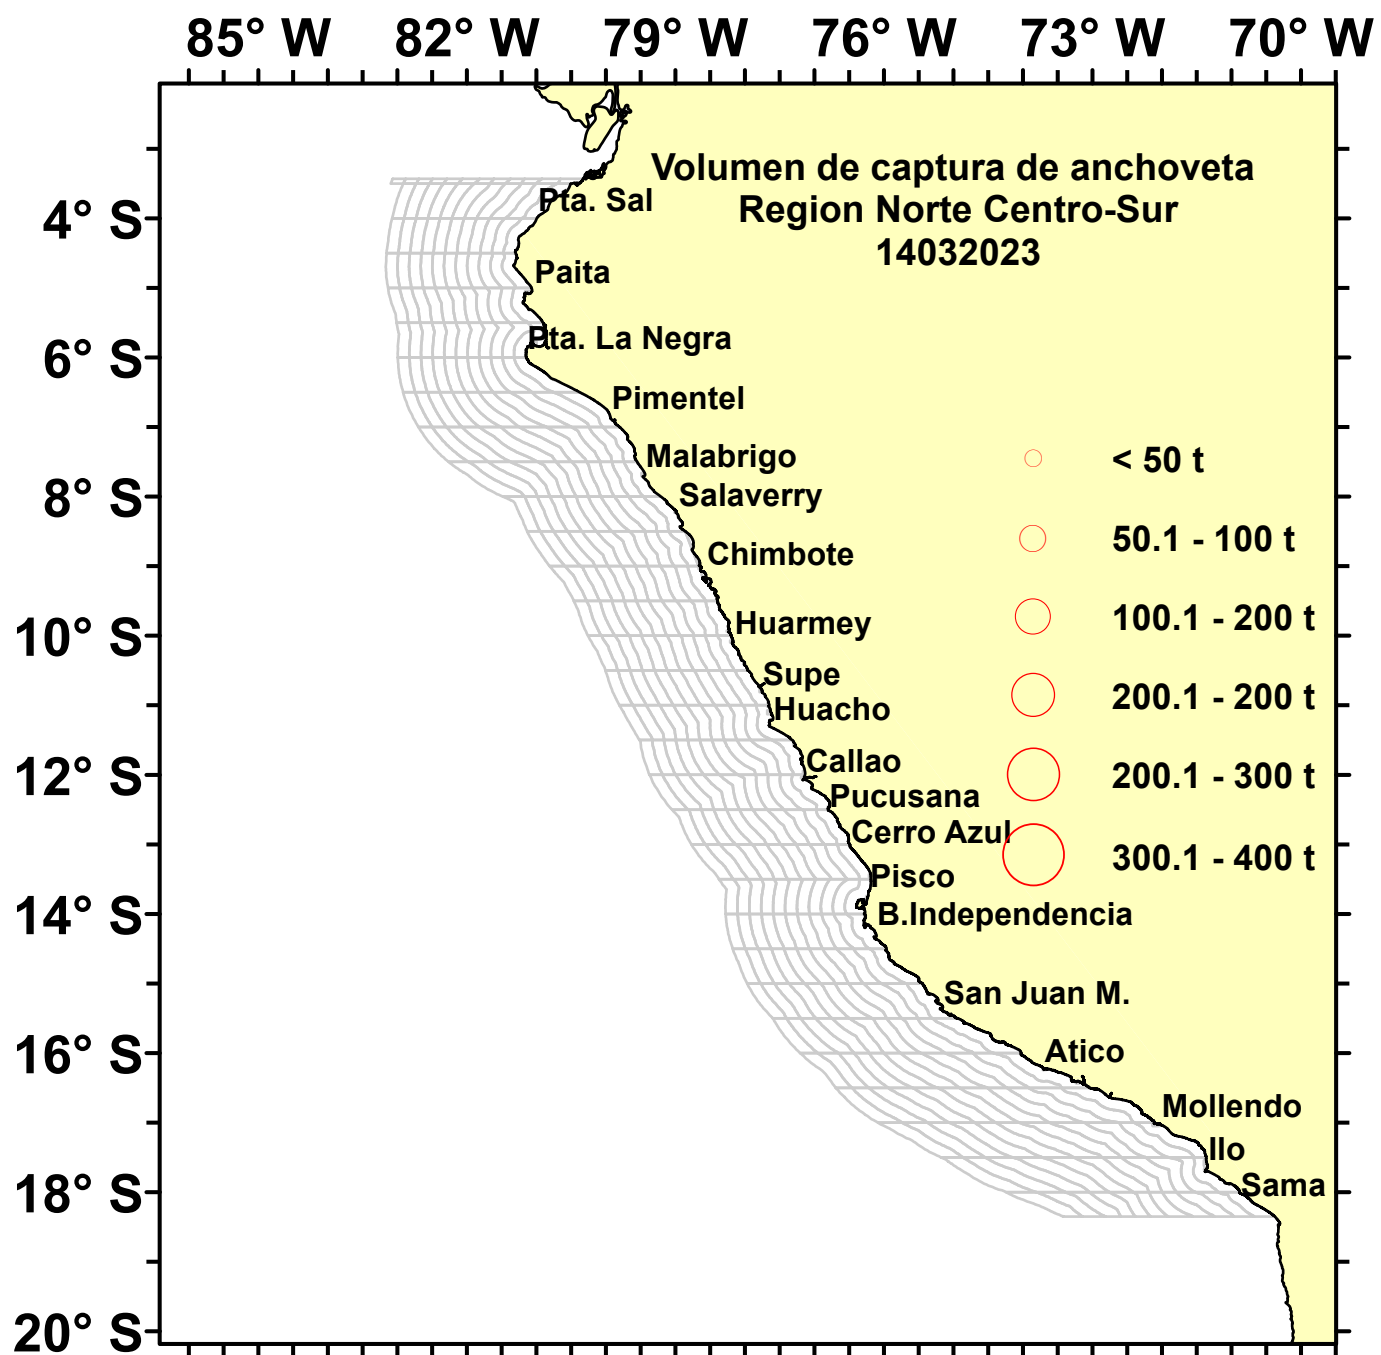 85° W 82° W 79° W 76° W 73° W 70° W
Volumen de captura de anchoveta
Region Norte Centro-Sur
14032023
4° S
6° S
8° S
10° S
12° S
14° S
16° S
18° S
20° S
Pta. Sal
Paita
Pta. La Negra
Pimentel
Malabrigo
Salaverry
Chimbote
Huarmey
Supe
Huacho
Callao
Pucusana
Cerro Azul
Pisco
B.Independencia
San Juan M.
Atico
Mollendo
Ilo
Sama
< 50 t
50.1 - 100 t
100.1 - 200 t
200.1 - 200 t
200.1 - 300 t
300.1 - 400 t